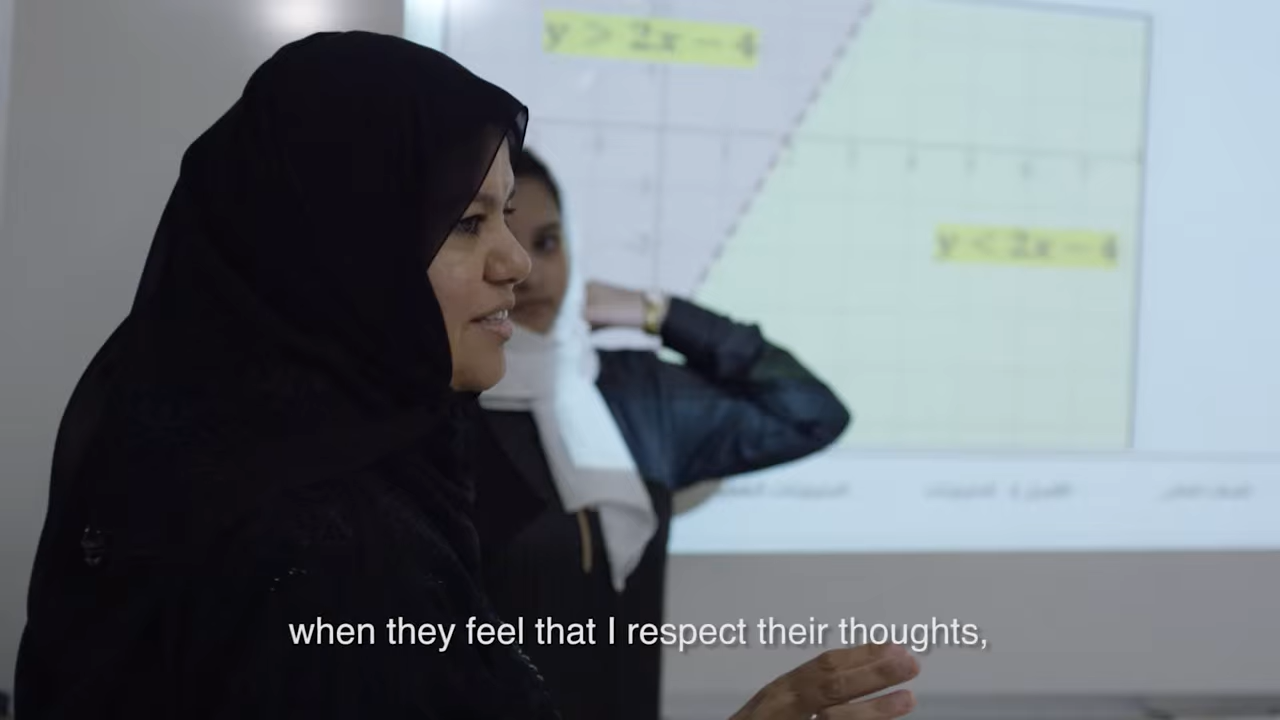 y > 2x − 4
y < 2x − 4
when they feel that I respect their thoughts,